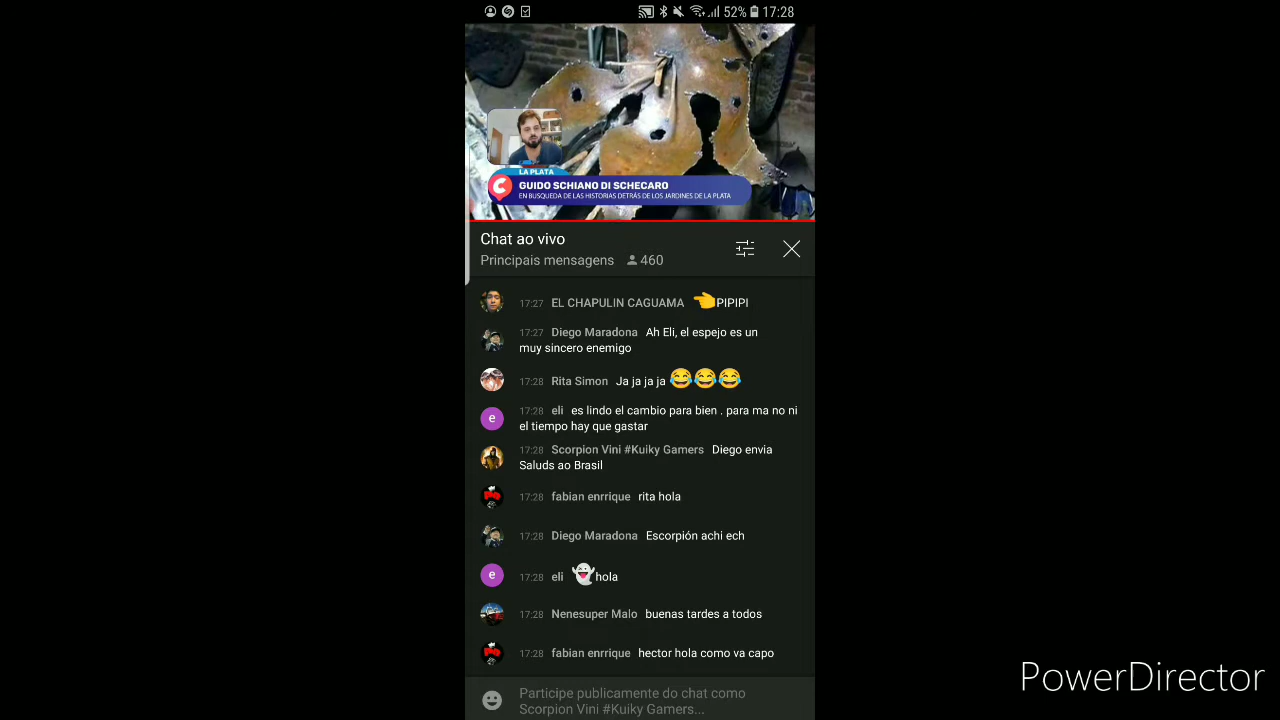 52% 17:28
LA PLATA
GUIDO SCHIANO DI SCHECARO
EN BUSQUEDA DE LAS HISTORIAS DETRÁS DE LOS JARDINES DE LA PLATA
Chat ao vivo
Principais mensagens 460
17:27 EL CHAPULIN CAGUAMA 👈PIPIPI
17:27 Diego Maradona Ah Eli, el espejo es un
muy sincero enemigo
17:28 Rita Simon Ja ja ja ja 😂😂😂
e 17:28 eli es lindo el cambio para bien . para ma no ni
el tiempo hay que gastar
17:28 Scorpion Vini #Kuiky Gamers Diego envia
Saluds ao Brasil
17:28 fabian enrrique rita hola
17:28 Diego Maradona Escorpión achi ech
e 17:28 eli 👻hola
17:28 Nenesuper Malo buenas tardes a todos
17:28 fabian enrrique hector hola como va capo
Participe publicamente do chat como
Scorpion Vini #Kuiky Gamers...
PowerDirector